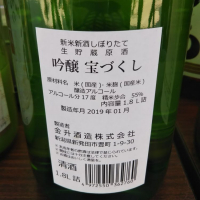 新米新酒しぼりたて
生貯蔵原酒
吟醸 宝づくし
原材料名 米(国産)・米麹(国産米)
醸造アルコール
アルコール分17度 精米歩合 55%
内容量1.8L詰
製造年月2019年01月
製造者
金升酒造株式会社
新潟県新発田市豊町1-9-30
清酒
1.8L詰